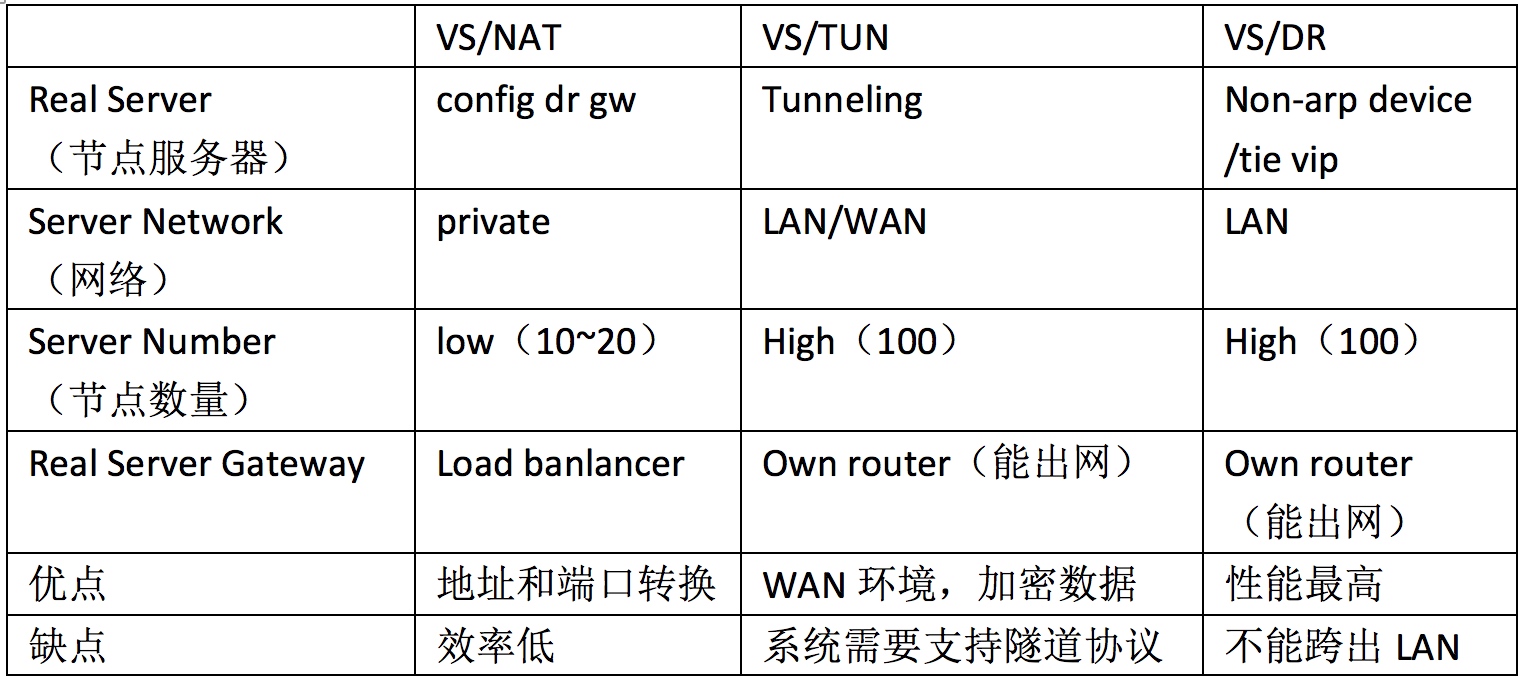 VS/NAT VS/TUN VS/DR
Real Server config dr gw Tunneling Non-arp device
（节点服务器） /tie vip
Server Network private LAN/WAN LAN
（网络）
Server Number low（10~20） High（100） High（100）
（节点数量）
Real Server Gateway Load banlancer Own router（能出网） Own router
（能出网）
优点 地址和端口转换 WAN 环境，加密数据 性能最高
缺点 效率低 系统需要支持隧道协议 不能跨出 LAN